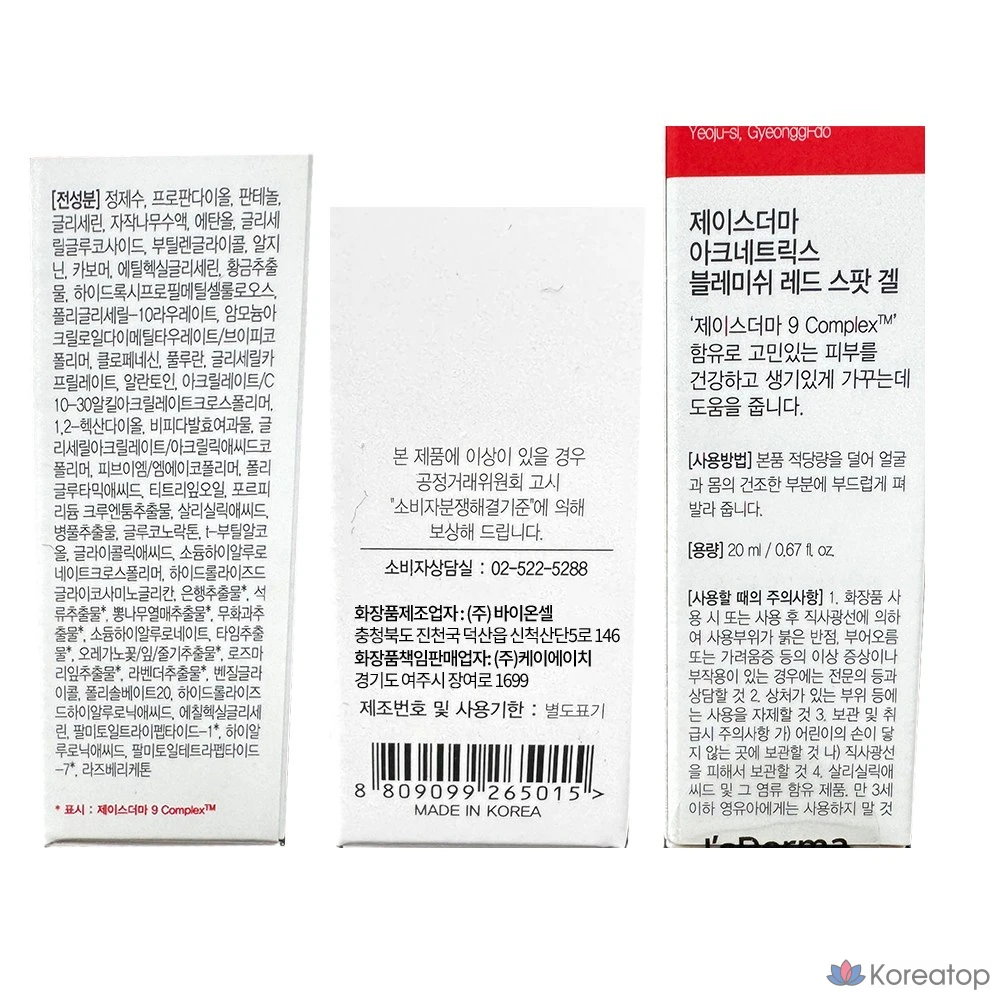 [전성분] 정제수, 프로판다이올, 판테놀,
글리세린, 자작나무수액, 에탄올, 글리세
릴글루코사이드, 부틸렌글라이콜, 알지
닌, 카보머, 에틸헥실글리세린, 황금추출
물, 하이드록시프로필메틸셀룰로오스,
폴리글리세릴-10라우레이트, 암모늄아
크릴로일다이메틸타우레이트/브이피코
폴리머, 클로페네신, 풀루란, 글리세릴카
프릴레이트, 알란토인, 아크릴레이트/C
10-30알킬아크릴레이트크로스폴리머,
1,2-헥산다이올, 비피다발효여과물, 글
리세릴아크릴레이트/아크릴릭애씨드코
폴리머, 피브이엠/엠에이코폴리머, 폴리
글루타믹애씨드, 티트리잎오일, 포르피
리듐 크루엔툼추출물, 살리실릭애씨드,
병풀추출물, 글루코노락톤, t-부틸알코
올, 글라이콜릭애씨드, 소듐하이알루로
네이트크로스폴리머, 하이드롤라이즈드
글라이코사미노글리칸, 은행추출물*, 석
류추출물*, 뽕나무열매추출물*, 무화과추
출물*, 소듐하이알루로네이트, 타임추출
물*, 오레가노꽃/잎/줄기추출물*, 로즈마
리잎추출물*, 라벤더추출물*, 벤질글라
이콜, 폴리솔베이트20, 하이드롤라이즈
드하이알루로닉애씨드, 에칠헥실글리세
린, 팔미토일트라이펩타이드-1*, 하이알
루로닉애씨드, 팔미토일테트라펩타이드
-7*, 라즈베리케톤
* 표시 : 제이스더마 9 Complex™
본 제품에 이상이 있을 경우
공정거래위원회 고시
"소비자분쟁해결기준"에 의해
보상해 드립니다.
소비자상담실 : 02-522-5288
화장품제조업자 : (주) 바이온셀
충청북도 진천국 덕산읍 신척산단5로 146
화장품책임판매업자: (주)케이에이치
경기도 여주시 장여로 1699
제조번호 및 사용기한 : 별도표기
8 809099 265015 >
MADE IN KOREA
Yeoju-si, Gyeonggi-do
제이스더마
아크네트릭스
블레미쉬 레드 스팟 겔
‘제이스더마 9 Complex™’
함유로 고민있는 피부를
건강하고 생기있게 가꾸는데
도움을 줍니다.
[사용방법] 본품 적당량을 덜어 얼굴
과 몸의 건조한 부분에 부드럽게 펴
발라 줍니다.
[용량] 20 ml / 0.67 fl. oz.
[사용할 때의 주의사항] 1. 화장품 사
용 시 또는 사용 후 직사광선에 의하
여 사용부위가 붉은 반점, 부어오름
또는 가려움증 등의 이상 증상이나
부작용이 있는 경우에는 전문의 등과
상담할 것 2. 상처가 있는 부위 등에
는 사용을 자제할 것 3. 보관 및 취
급시 주의사항 가) 어린이의 손이 닿
지 않는 곳에 보관할 것 나) 직사광선
을 피해서 보관할 것 4. 살리실릭애
씨드 및 그 염류 함유 제품. 만 3세
이하 영유아에게는 사용하지 말 것
J'sDerma
Koreatop